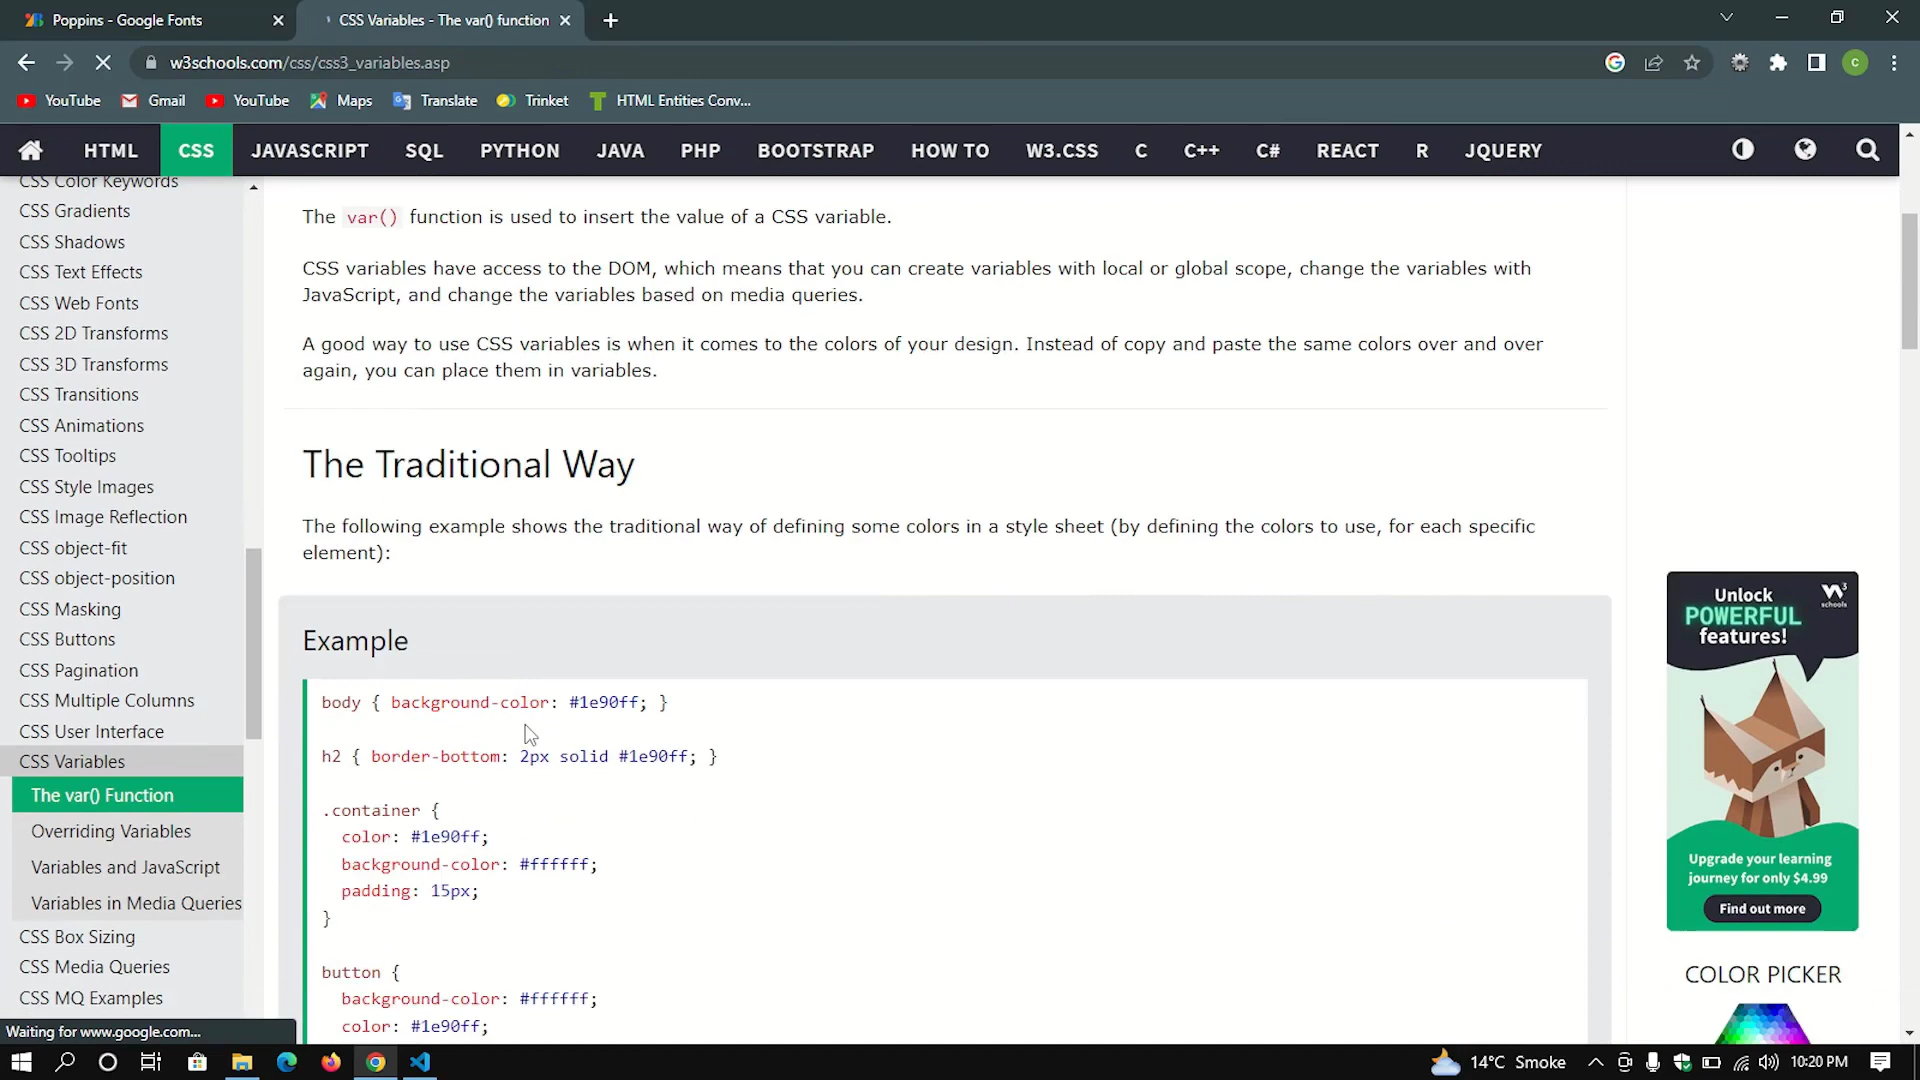 Poppins - Google Fonts
CSS Variables - The var() function
w3schools.com/css/css3_variables.asp
C
YouTube
Gmail
YouTube
Maps
Translate
Trinket
HTML Entities Conv...
HTML
CSS
JAVASCRIPT
SQL
PYTHON
JAVA
PHP
BOOTSTRAP
HOW TO
W3.CSS
C
C++
C#
REACT
R
JQUERY
CSS Color Keywords
CSS Gradients
CSS Shadows
CSS Text Effects
CSS Web Fonts
CSS 2D Transforms
CSS 3D Transforms
CSS Transitions
CSS Animations
CSS Tooltips
CSS Style Images
CSS Image Reflection
CSS object-fit
CSS object-position
CSS Masking
CSS Buttons
CSS Pagination
CSS Multiple Columns
CSS User Interface
CSS Variables
The var() Function
Overriding Variables
Variables and JavaScript
Variables in Media Queries
CSS Box Sizing
CSS Media Queries
CSS MQ Examples
Waiting for www.google.com...
The var() function is used to insert the value of a CSS variable.
CSS variables have access to the DOM, which means that you can create variables with local or global scope, change the variables with
JavaScript, and change the variables based on media queries.
A good way to use CSS variables is when it comes to the colors of your design. Instead of copy and paste the same colors over and over
again, you can place them in variables.
The Traditional Way
The following example shows the traditional way of defining some colors in a style sheet (by defining the colors to use, for each specific
element):
Example
body { background-color: #1e90ff; }
h2 { border-bottom: 2px solid #1e90ff; }
.container {
color: #1e90ff;
background-color: #ffffff;
padding: 15px;
}
button {
background-color: #ffffff;
color: #1e90ff;
Unlock
POWERFUL
features!
W3
schools
Upgrade your learning
journey for only $4.99
Find out more
COLOR PICKER
14°C Smoke
10:20 PM